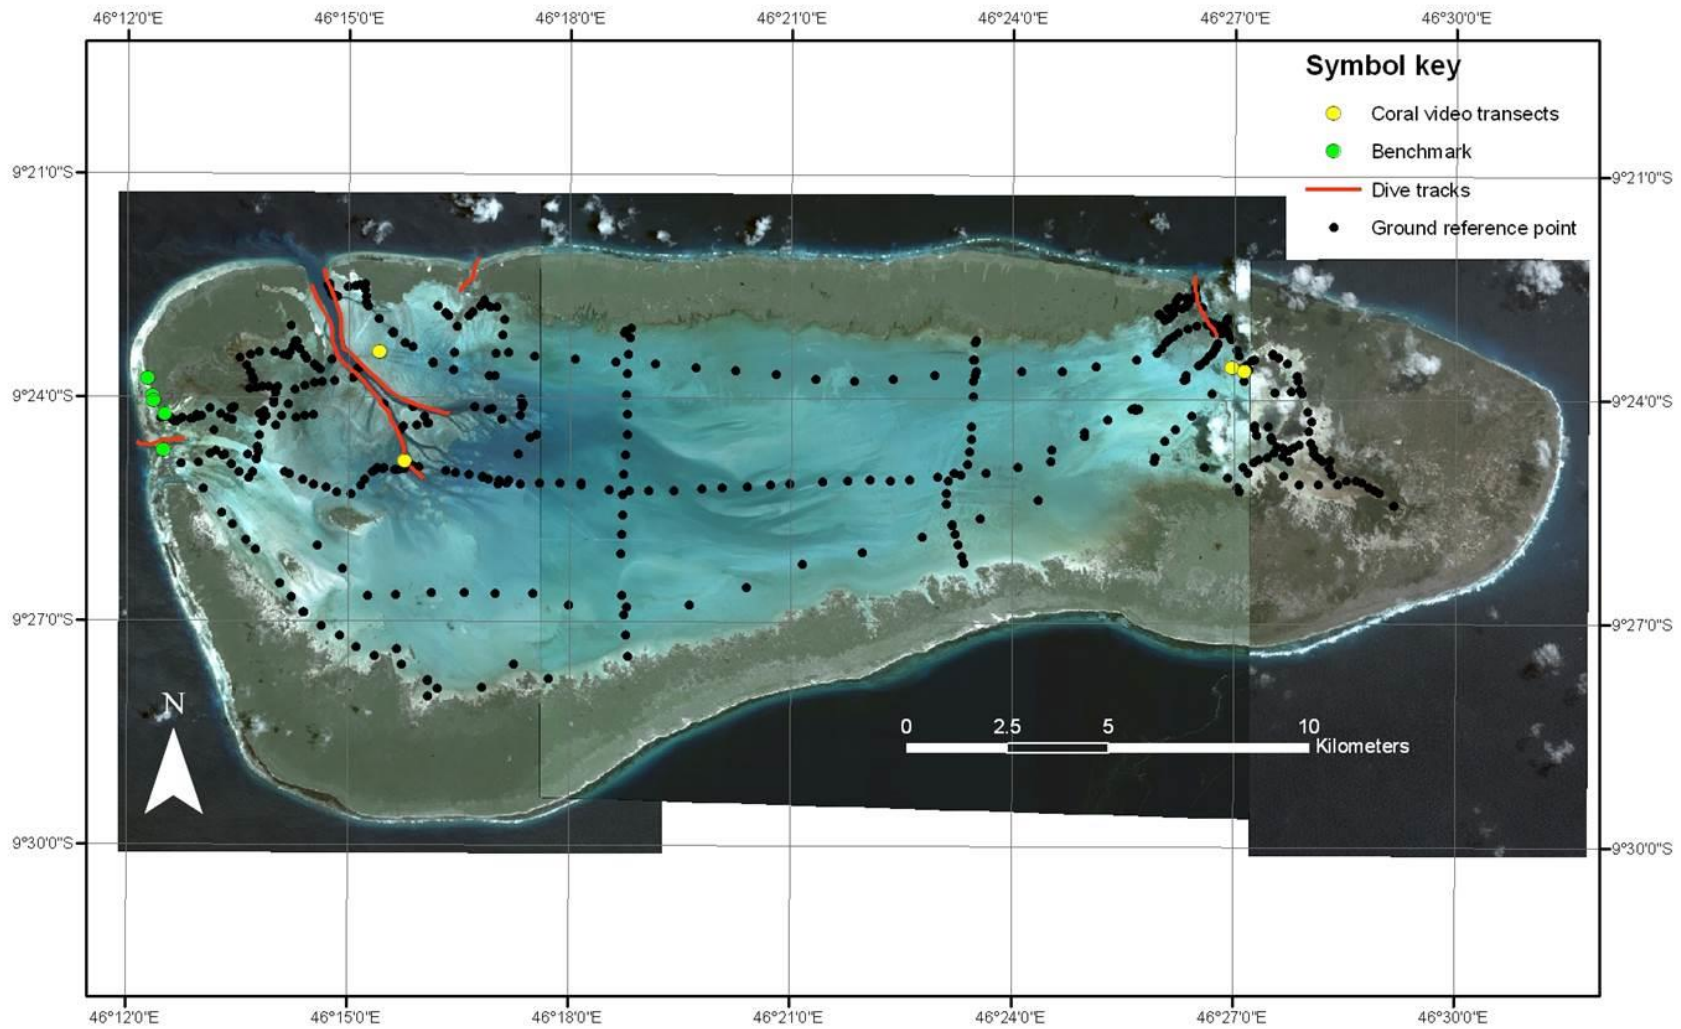 46°12'0"E 46°15'0"E 46°18'0"E 46°21'0"E 46°24'0"E 46°27'0"E 46°30'0"E
Symbol key
Coral video transects
Benchmark
Dive tracks
Ground reference point
9°21'0"S 9°21'0"S
9°24'0"S 9°24'0"S
9°27'0"S 9°27'0"S
N
0 2.5 5 10
Kilometers
9°30'0"S 9°30'0"S
46°12'0"E 46°15'0"E 46°18'0"E 46°21'0"E 46°24'0"E 46°27'0"E 46°30'0"E